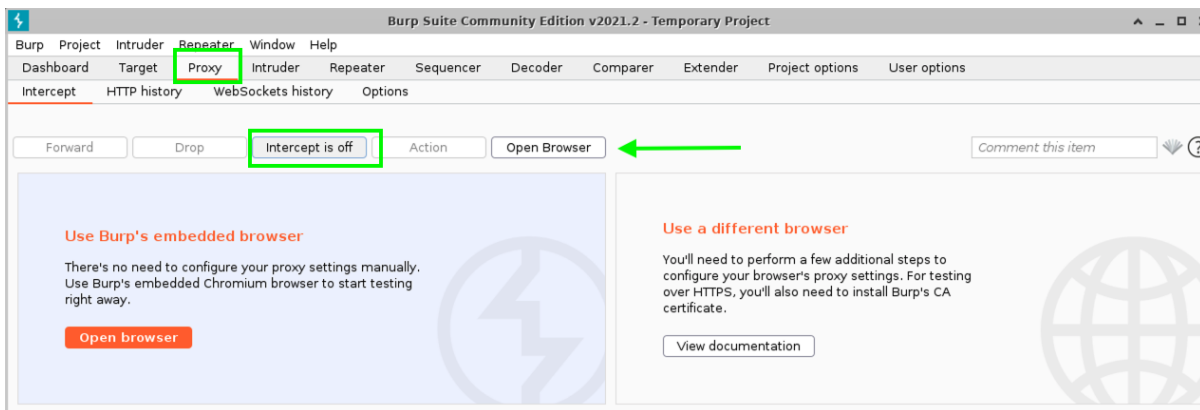 Burp Suite Community Edition v2021.2 - Temporary Project
Burp Project Intruder Repeater Window Help
Dashboard Target Proxy Intruder Repeater Sequencer Decoder Comparer Extender Project options User options
Intercept HTTP history WebSockets history Options
Forward Drop Intercept is off Action Open Browser Comment this item ?
Use Burp's embedded browser
There's no need to configure your proxy settings manually.
Use Burp's embedded Chromium browser to start testing
right away.
Open browser
Use a different browser
You'll need to perform a few additional steps to
configure your browser's proxy settings. For testing
over HTTPS, you'll also need to install Burp's CA
certificate.
View documentation